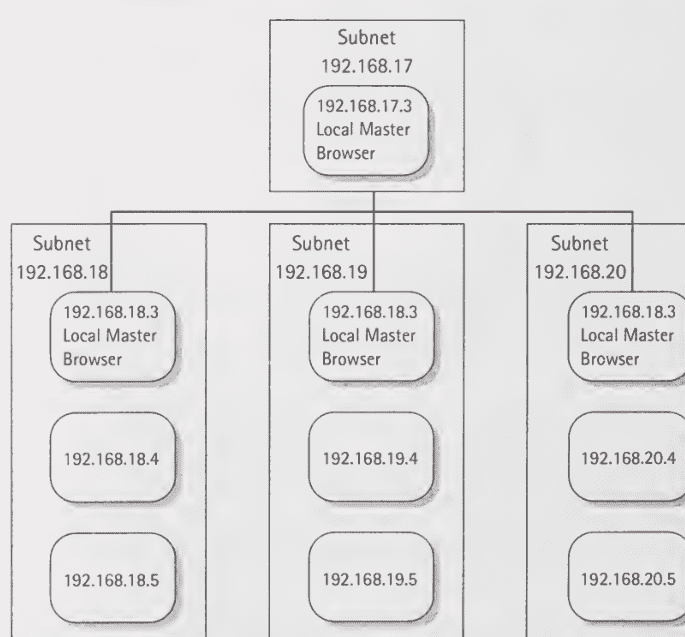 Subnet
192.168.17
192.168.17.3
Local Master
Browser
Subnet
192.168.18
192.168.18.3
Local Master
Browser
192.168.18.4
192.168.18.5
Subnet
192.168.19
192.168.18.3
Local Master
Browser
192.168.19.4
192.168.19.5
Subnet
192.168.20
192.168.18.3
Local Master
Browser
192.168.20.4
192.168.20.5